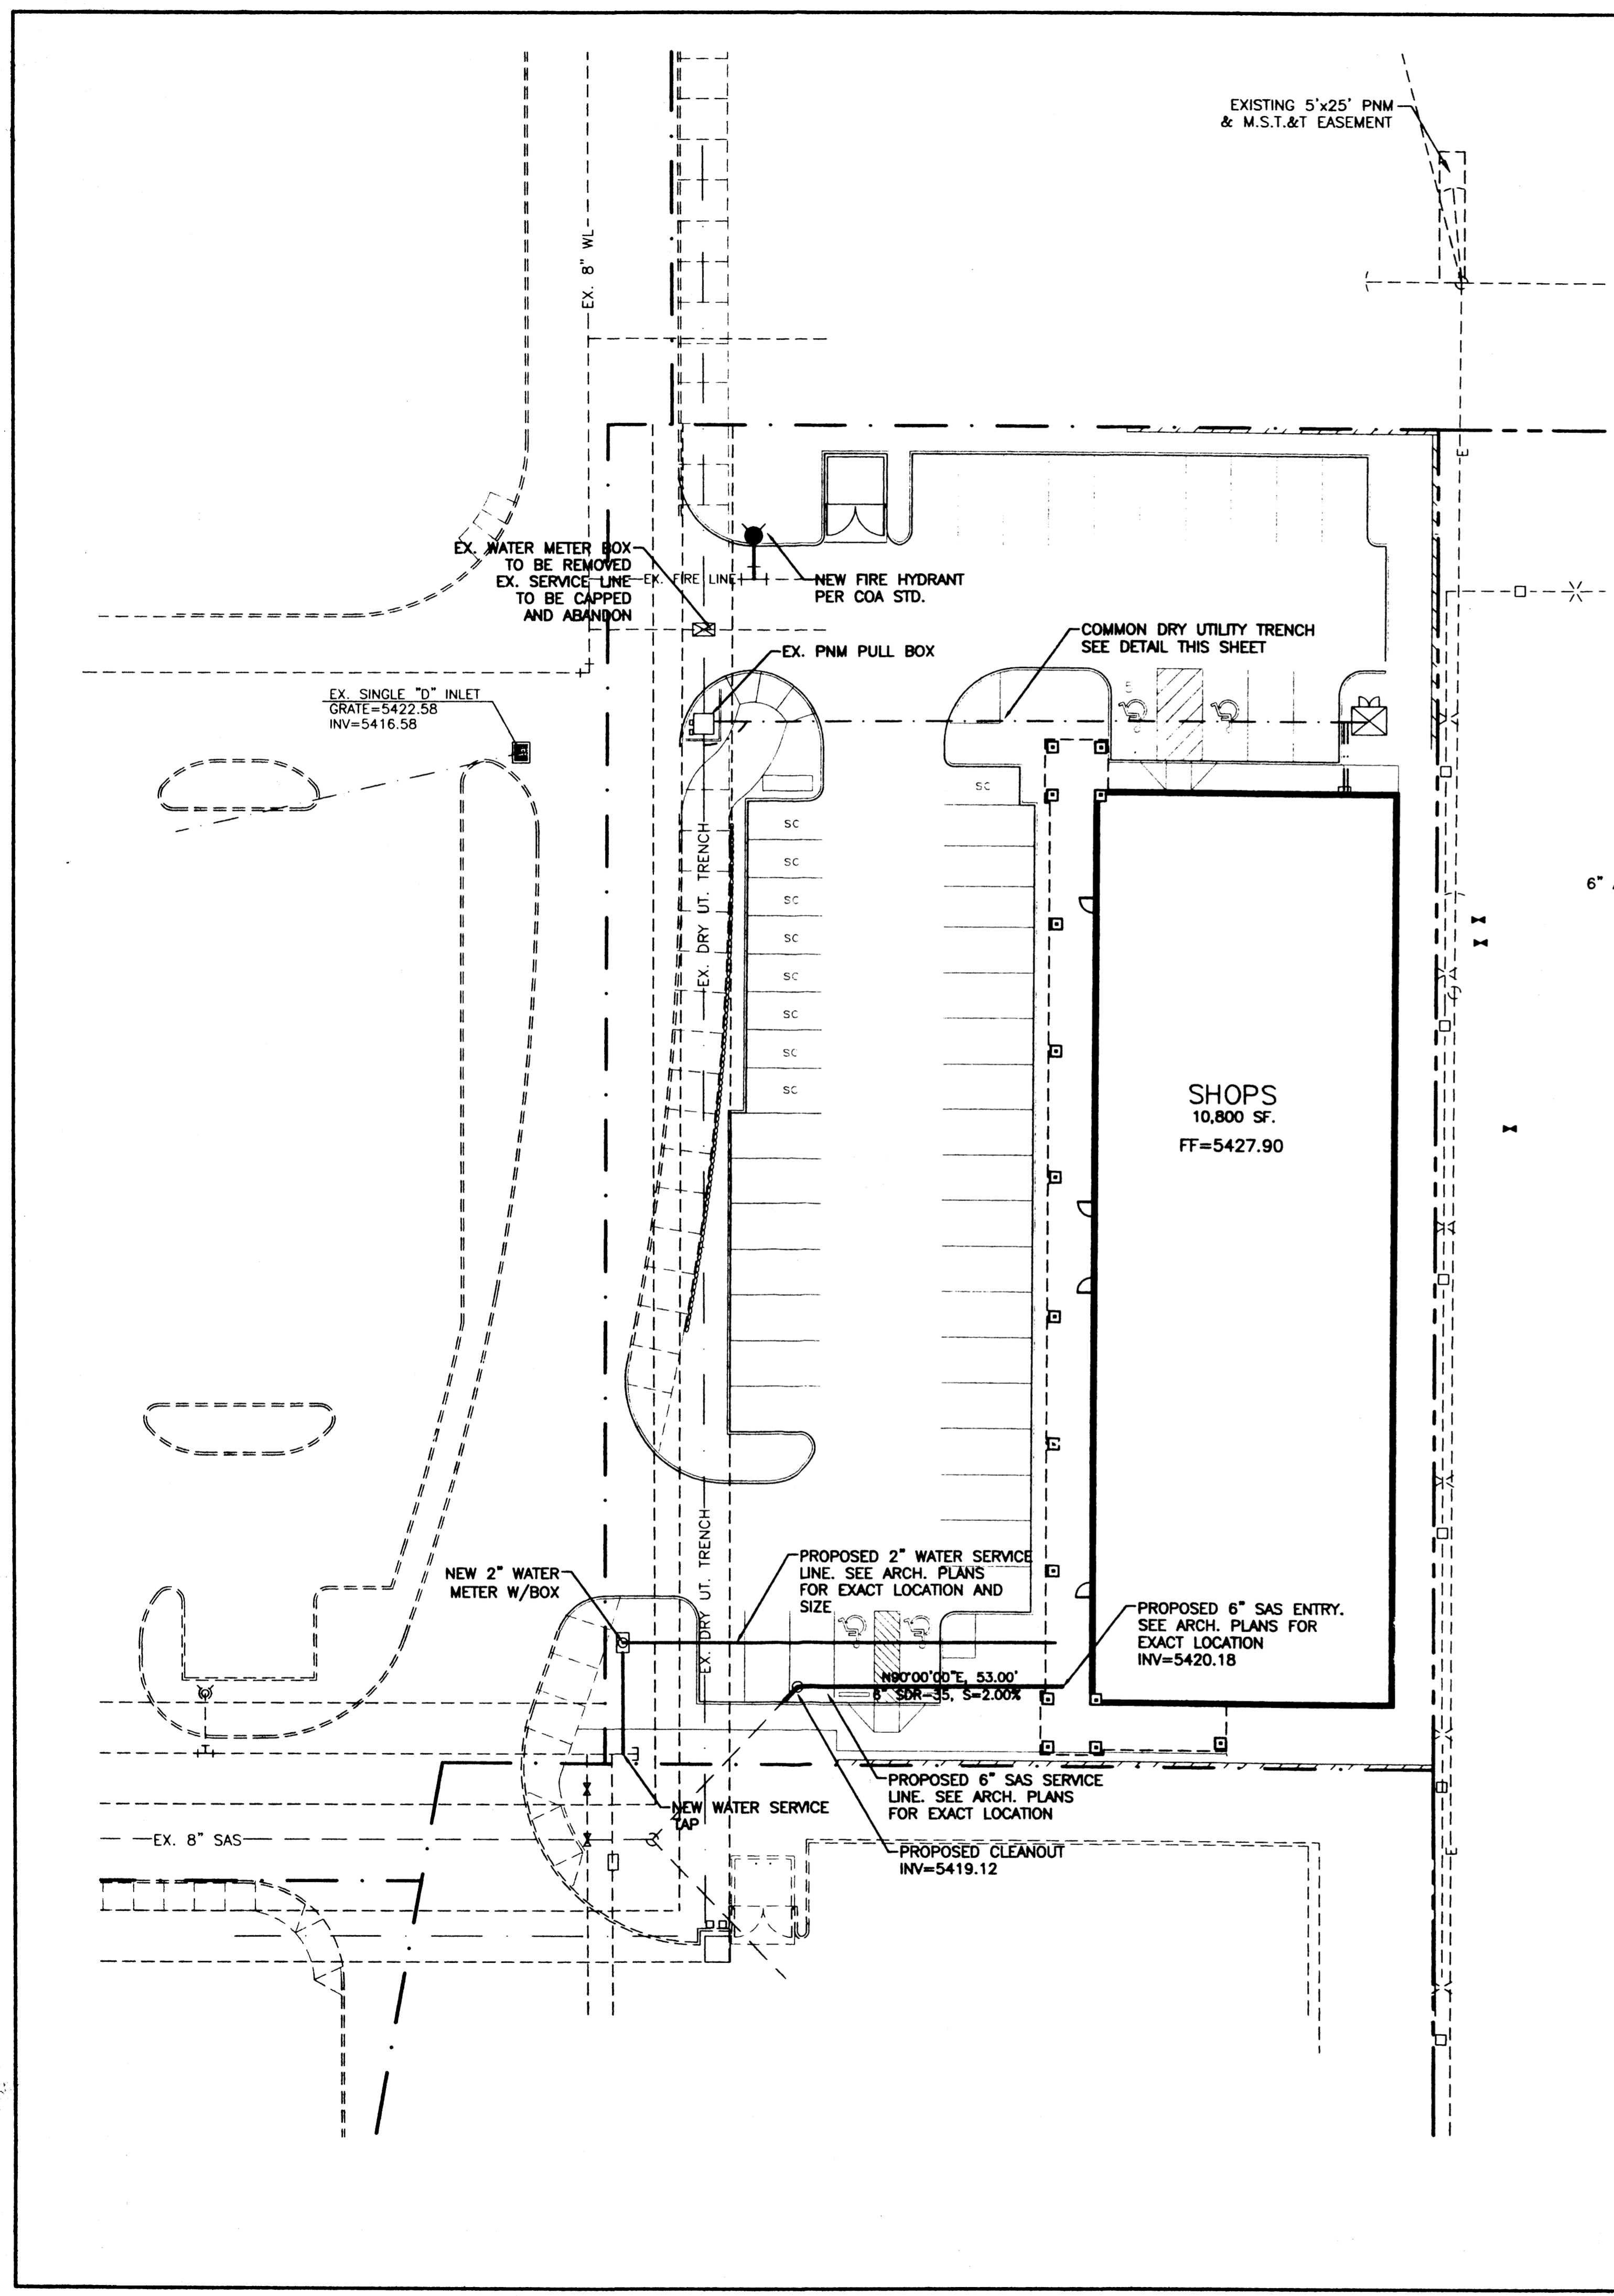 EXISTING 5'x25' PNM
& M.S.T.&T EASEMENT
EX. 8" WL
EX. WATER METER BOX
TO BE REMOVED
EX. SERVICE LINE
TO BE CAPPED
AND ABANDON
EX. FIRE LINE
NEW FIRE HYDRANT
PER COA STD.
COMMON DRY UTILITY TRENCH
SEE DETAIL THIS SHEET
EX. PNM PULL BOX
EX. SINGLE "D" INLET
GRATE=5422.58
INV=5416.58
SC
SC
SC
SC
SC
SC
SC
SC
SC
EX. DRY UT. TRENCH
6"
SHOPS
10,800 SF.
FF=5427.90
EX. DRY UT. TRENCH
NEW 2" WATER
METER W/BOX
PROPOSED 2" WATER SERVICE
LINE. SEE ARCH. PLANS
FOR EXACT LOCATION AND
SIZE
PROPOSED 6" SAS ENTRY.
SEE ARCH. PLANS FOR
EXACT LOCATION
INV=5420.18
N90°00'00"E, 53.00'
6" SDR-35, S=2.00%
PROPOSED 6" SAS SERVICE
LINE. SEE ARCH. PLANS
FOR EXACT LOCATION
NEW WATER SERVICE
TAP
EX. 8" SAS
PROPOSED CLEANOUT
INV=5419.12